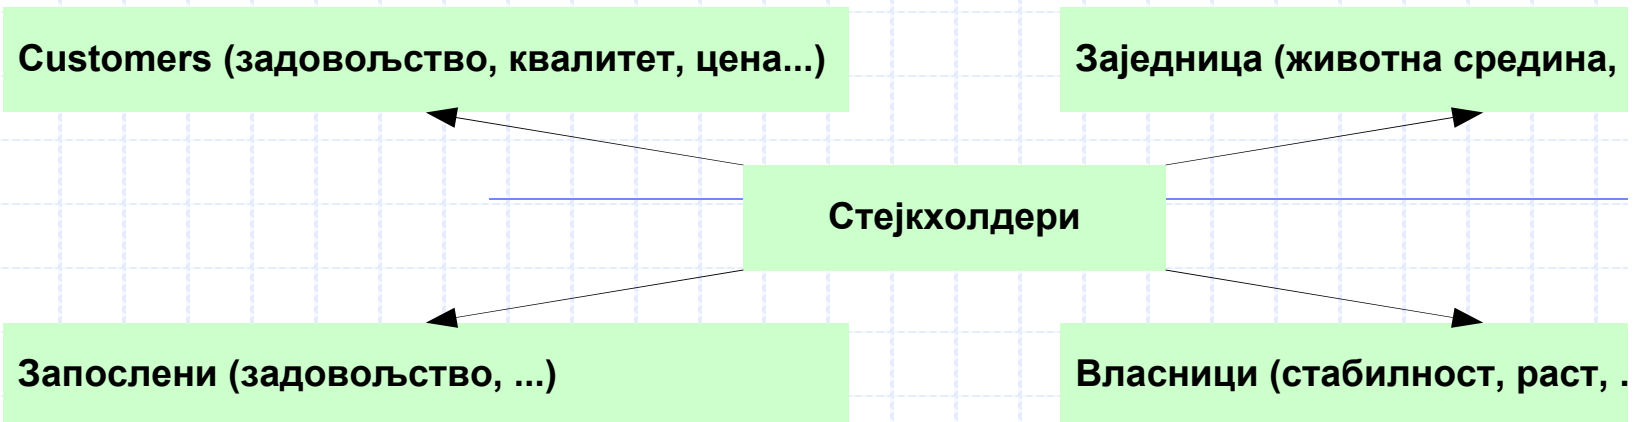 Customers (задовољство, квалитет, цена...)
Заједница (животна средина,
Стејкхолдери
Запослени (задовољство, ...)
Власници (стабилност, раст, .